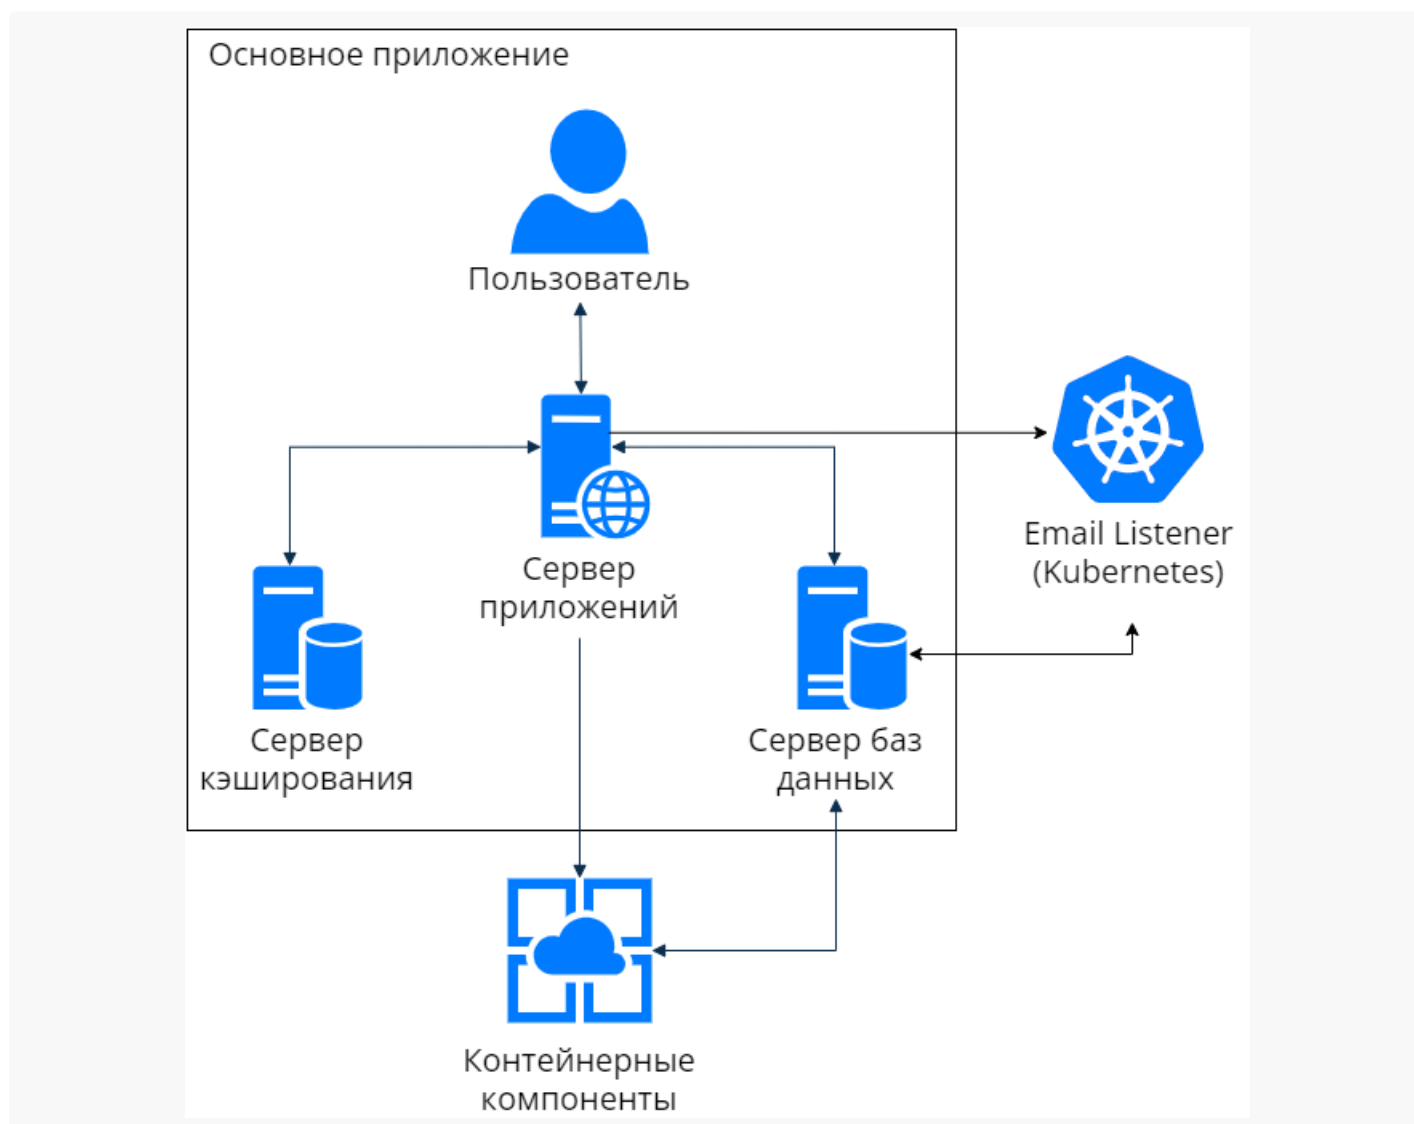 Основное приложение
Пользователь
Сервер
приложений
Email Listener
(Kubernetes)
Сервер
кэширования
Сервер баз
данных
Контейнерные
компоненты